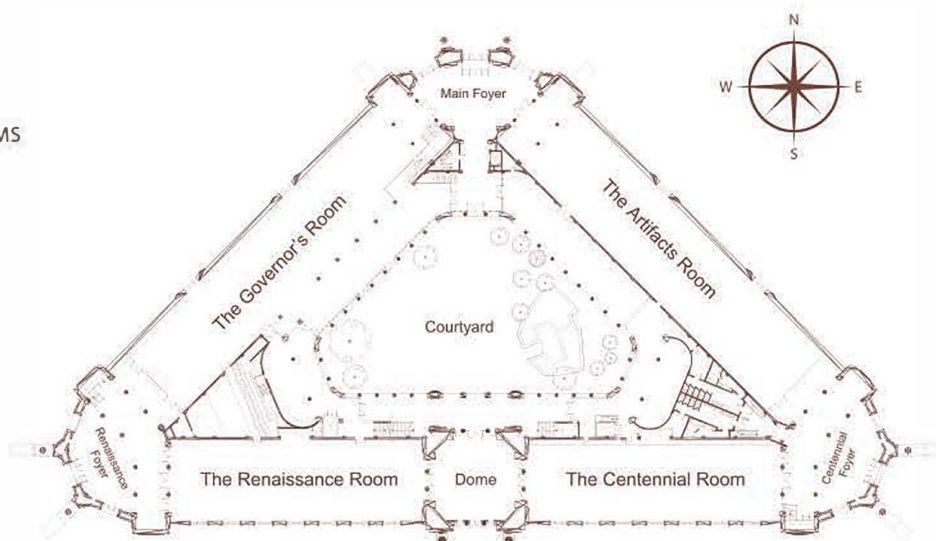 N
Main Foyer
W
E
MS
S
The Governor's Room
The Artifacts Room
Courtyard
Renaissance
Foyer
The Renaissance Room
Dome
The Centennial Room
Centennial
Foyer